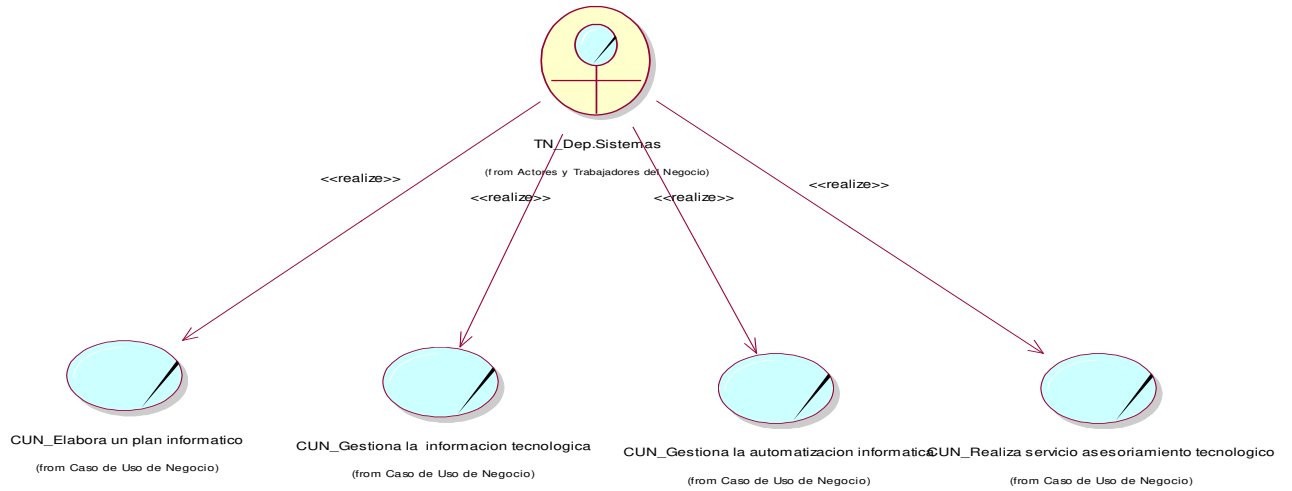 TN_Dep.Sistemas
(from Actores y Trabajadores del Negocio)
<<realize>>
<<realize>>
<<realize>>
<<realize>>
CUN_Elabora un plan informatico
(from Caso de Uso de Negocio)
CUN_Gestiona la informacion tecnologica
(from Caso de Uso de Negocio)
CUN_Gestiona la automatizacion informatica
(from Caso de Uso de Negocio)
CUN_Realiza servicio asesoriamiento tecnologico
(from Caso de Uso de Negocio)